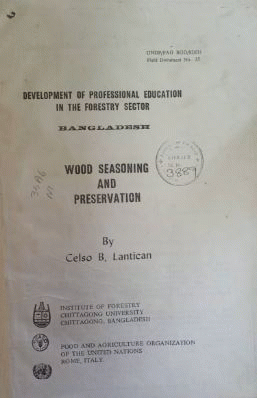 UNDP/FAO BGD/85/011
Field Document No.
DEVELOPMENT OF PROFESSIONAL EDUCATION
IN THE FORESTRY SECTOR
BANGLADESH
WOOD SEASONING
AND
PRESERVATION
3889
By
Celso B. Lantican
INSTITUTE OF FORESTRY
CHITTAGONG UNIVERSITY
CHITTAGONG, BANGLADESH
FOOD AND AGRICULTURE ORGANIZATION
OF THE UNITED NATIONS
ROME, ITALY